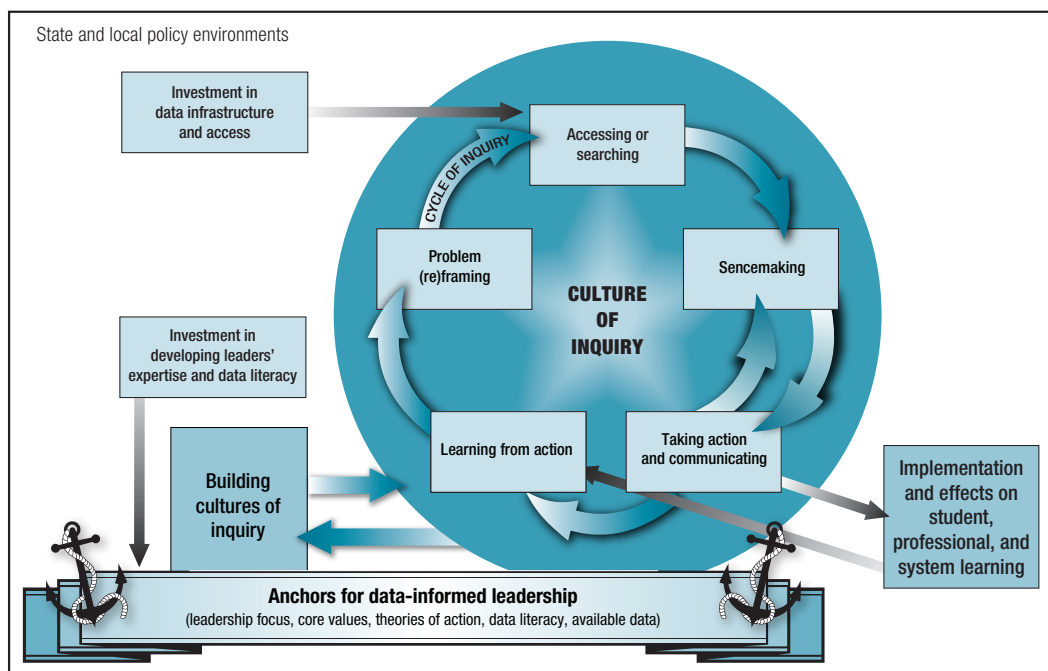 State and local policy environments
Investment in
data infrastructure
and access
Accessing or
searching
CYCLE OF INQUIRY
Problem
(re)framing
Sencemaking
CULTURE
OF
INQUIRY
Investment in
developing leaders’
expertise and data literacy
Learning from action
Taking action
and communicating
Building
cultures of
inquiry
Implementation
and effects on
student,
professional, and
system learning
Anchors for data-informed leadership
(leadership focus, core values, theories of action, data literacy, available data)